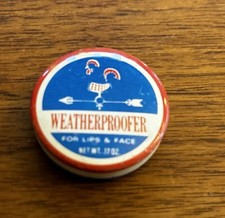 WEATHERPROOFER
FOR LIPS & FACE
NET WT. .17 OZ.